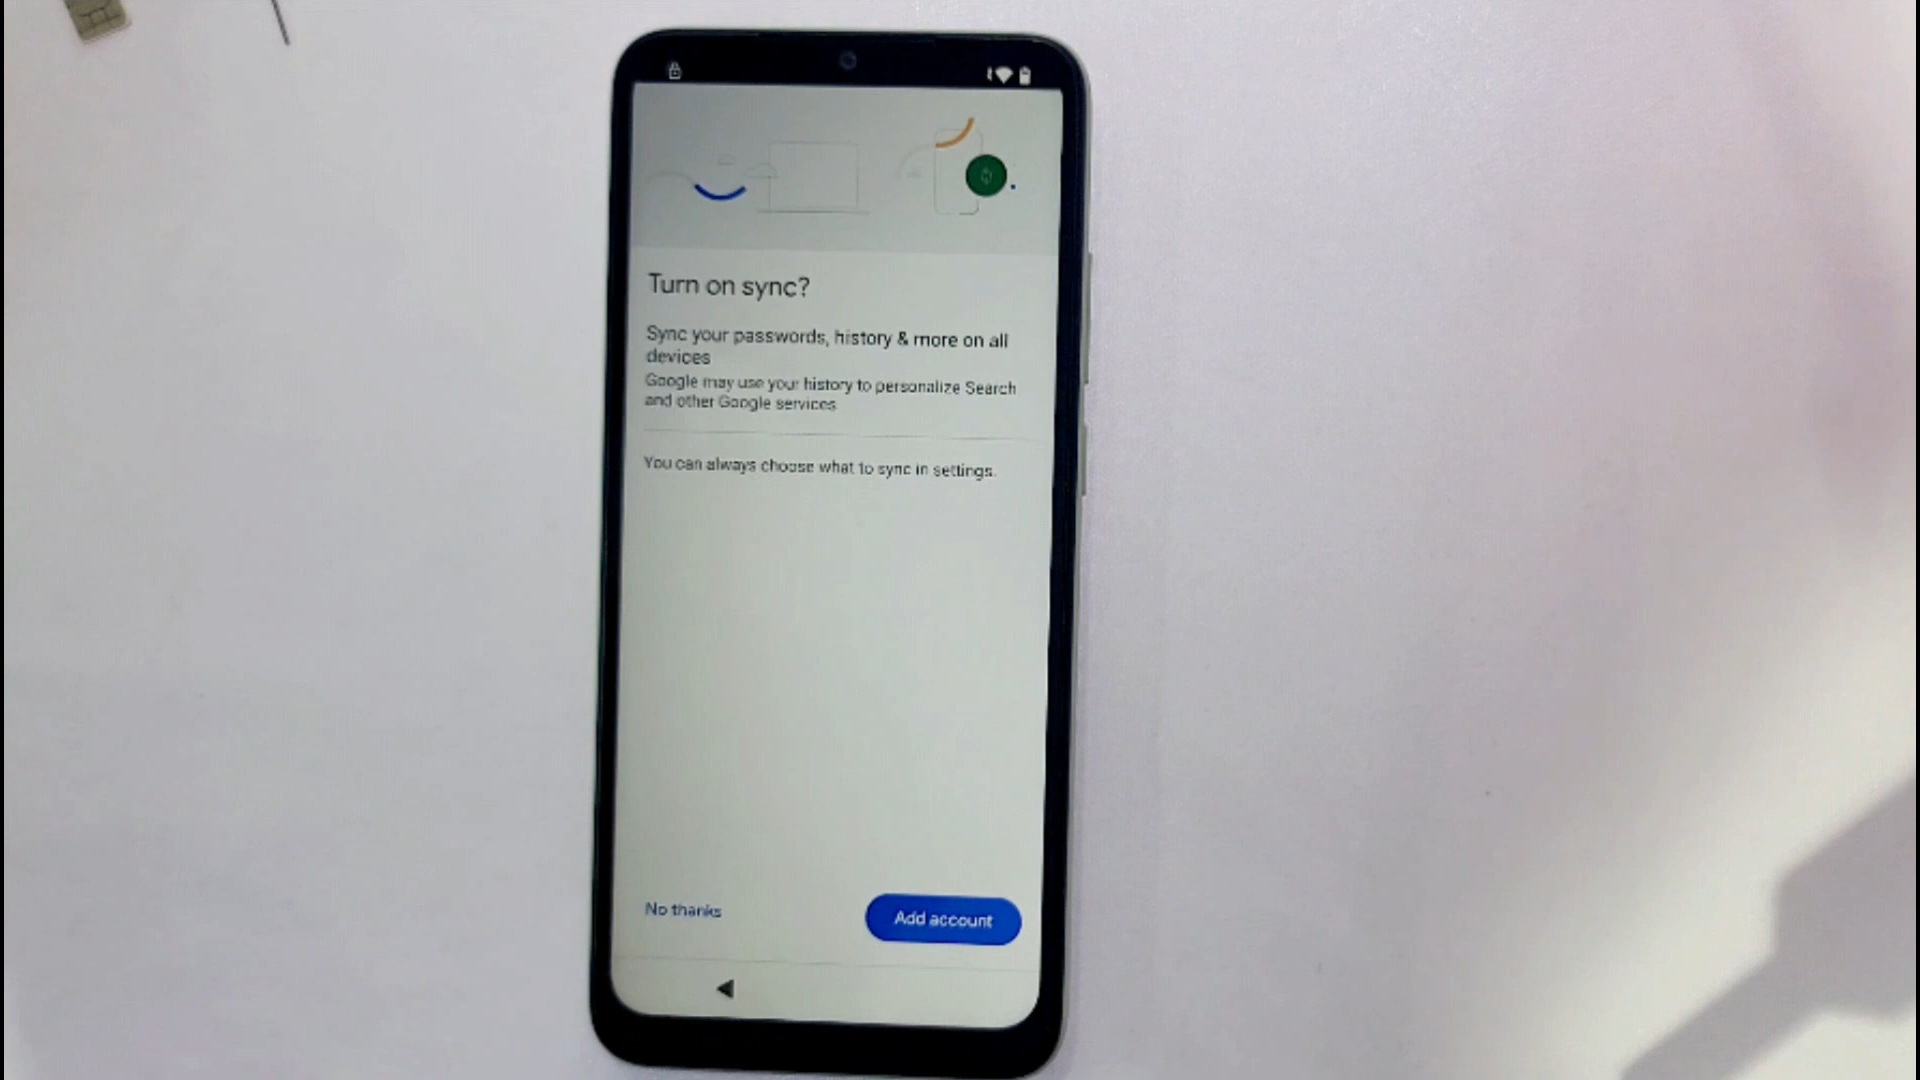 Turn on sync?
Sync your passwords, history & more on all
devices
Google may use your history to personalize Search
and other Google services
You can always choose what to sync in settings.
No thanks
Add account